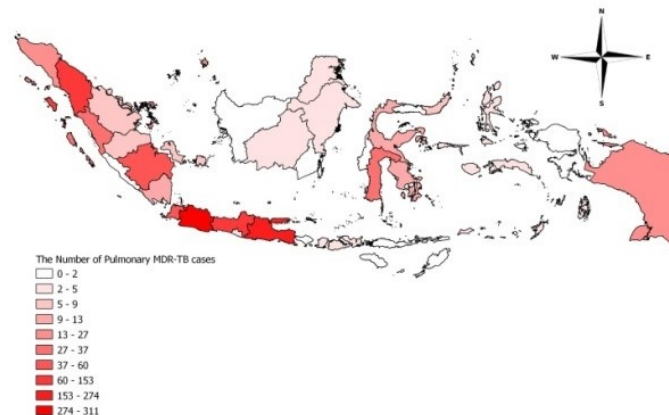 N
W E
S
The Number of Pulmonary MDR-TB cases
0 - 2
2 - 5
5 - 9
9 - 13
13 - 27
27 - 37
37 - 60
60 - 153
153 - 274
274 - 311